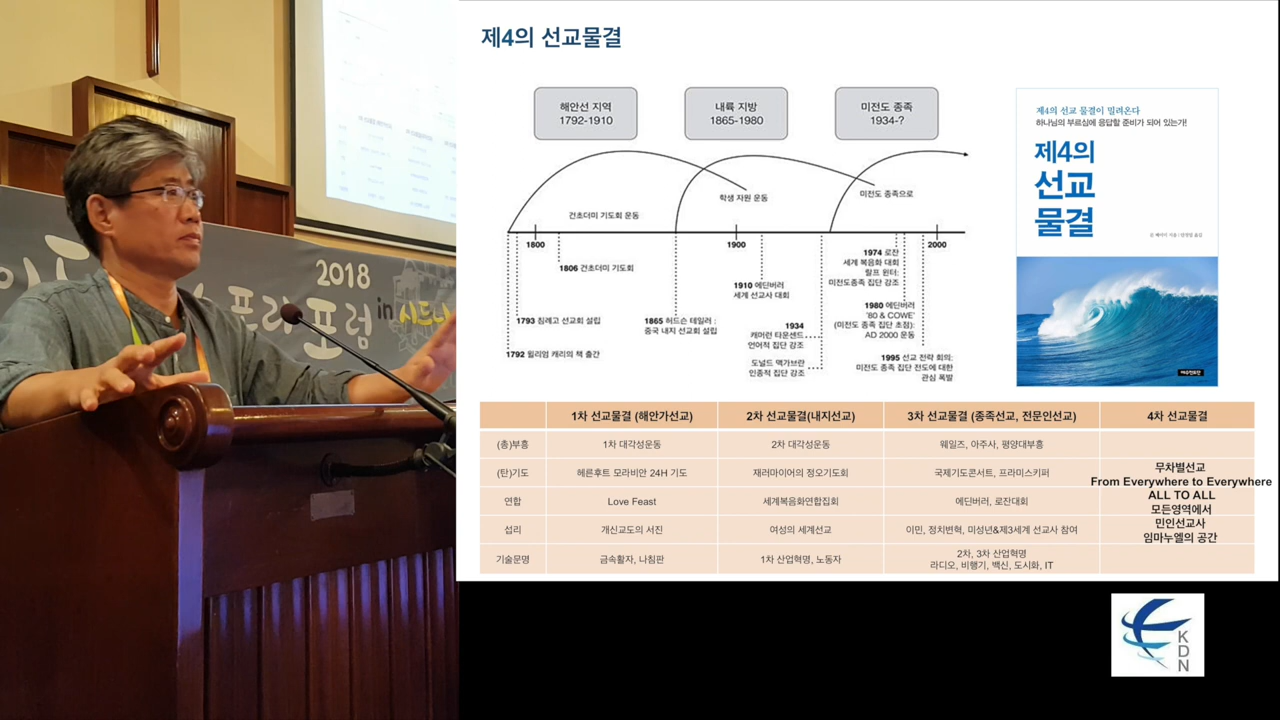 2018
포럼
in 시드니
제4의 선교물결
해안선 지역
1792-1910
내륙 지방
1865-1980
미전도 종족
1934-?
건초더미 기도회 운동
학생 자원 운동
미전도 종족으로
1800
1900
2000
1806 건초더미 기도회
1793 침례고 선교회 설립
1792 윌리엄 캐리의 책 출간
1865 허드슨 테일러 :
중국 내지 선교회 설립
1910 에딘버러
세계 선교사 대회
1934
캐머런 타운센드
언어적 집단 강조
도널드 맥가브란
인종적 집단 강조
1974 로잔
세계 복음화 대회
랄프 윈터:
미전도종족 집단 강조
1980 에딘버러
'80 & COWE'
(미전도 종족 집단 초점):
AD 2000 운동
1995 선교 전략 회의:
미전도 종족 집단 전도에 대한
관심 폭발
제4의 선교 물결이 밀려온다
하나님의 부르심에 응답할 준비가 되어 있는가!
제4의
선교
물결
예수전도단
1차 선교물결 (해안가선교) 2차 선교물결(내지선교) 3차 선교물결 (종족선교, 전문인선교) 4차 선교물결
(총)부흥 1차 대각성운동 2차 대각성운동 웨일즈, 아주사, 평양대부흥
(탄)기도 헤른후트 모라비안 24H 기도 재러마이어의 정오기도회 국제기도콘서트, 프라미스키퍼
연합 Love Feast 세계복음화연합집회 에딘버러, 로잔대회
섭리 개신교도의 서진 여성의 세계선교 이민, 정치변혁, 미성년&제3세계 선교사 참여
기술문명 금속활자, 나침판 1차 산업혁명, 노동자 2차, 3차 산업혁명
라디오, 비행기, 백신, 도시화, IT
무차별선교
From Everywhere to Everywhere
ALL TO ALL
모든영역에서
민인선교사
임마누엘의 공간
KDN